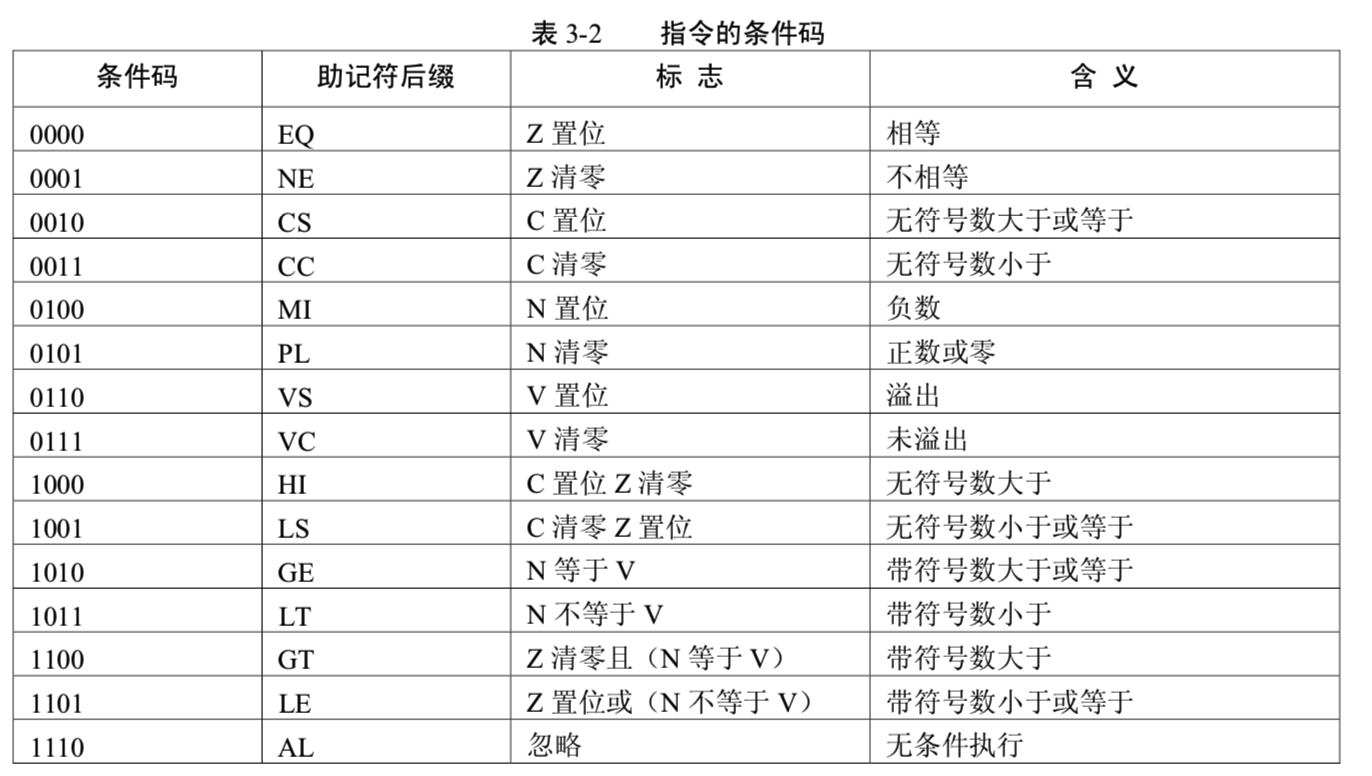 表 3-2 指令的条件码
条件码 助记符后缀 标 志 含 义
0000 EQ Z 置位 相等
0001 NE Z 清零 不相等
0010 CS C 置位 无符号数大于或等于
0011 CC C 清零 无符号数小于
0100 MI N 置位 负数
0101 PL N 清零 正数或零
0110 VS V 置位 溢出
0111 VC V 清零 未溢出
1000 HI C 置位 Z 清零 无符号数大于
1001 LS C 清零 Z 置位 无符号数小于或等于
1010 GE N 等于 V 带符号数大于或等于
1011 LT N 不等于 V 带符号数小于
1100 GT Z 清零且（N 等于 V） 带符号数大于
1101 LE Z 置位或（N 不等于 V） 带符号数小于或等于
1110 AL 忽略 无条件执行